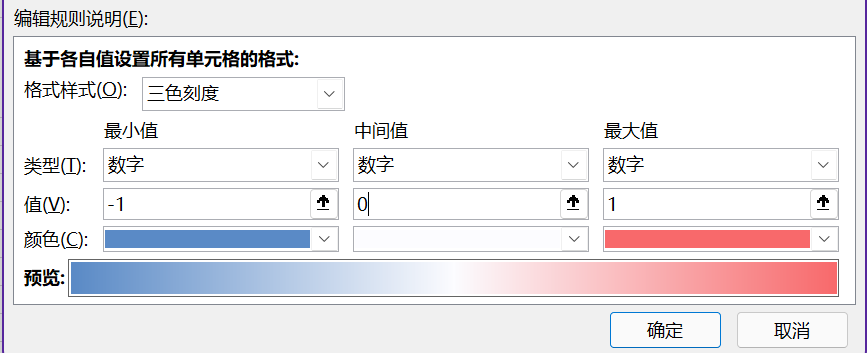 编辑规则说明(E):
基于各自值设置所有单元格的格式:
格式样式(O): 三色刻度
最小值 中间值 最大值
类型(T): 数字 数字 数字
值(V): -1 0 1
颜色(C):
预览:
确定 取消